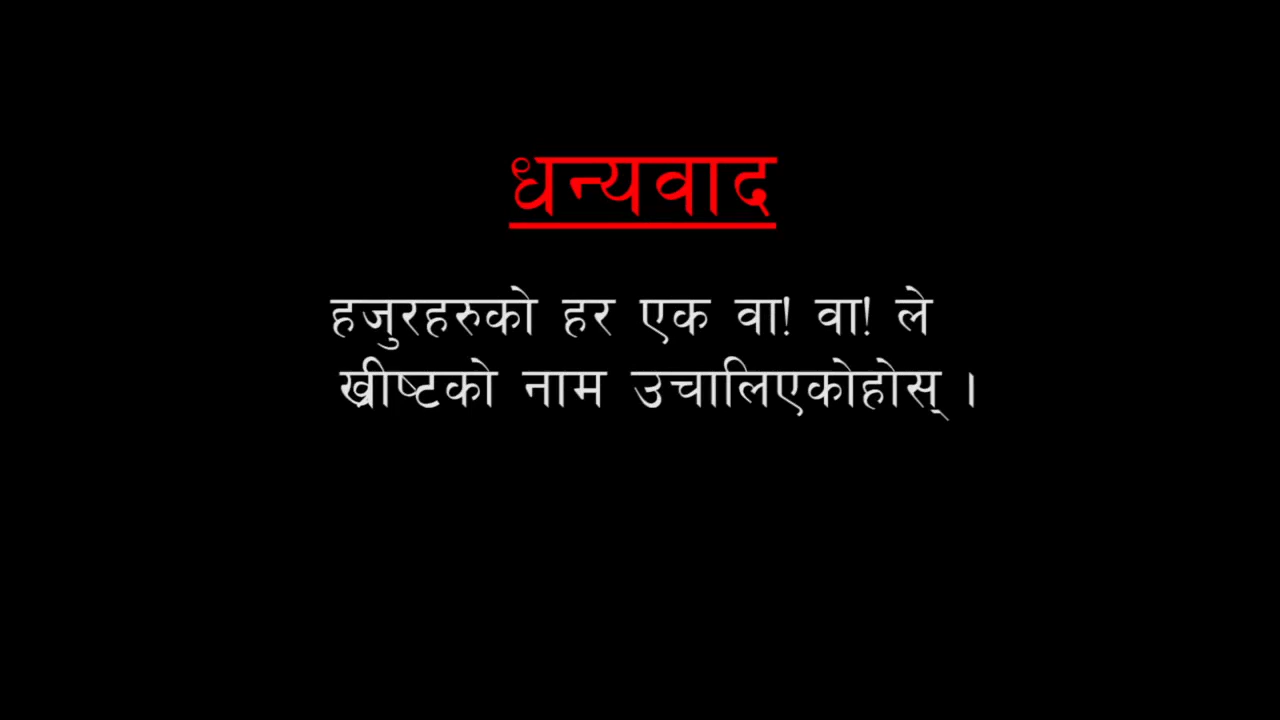 धन्यवाद
हजुरहरुको हर एक वा! वा! ले
ख्रीष्टको नाम उचालिएकोहोस् ।